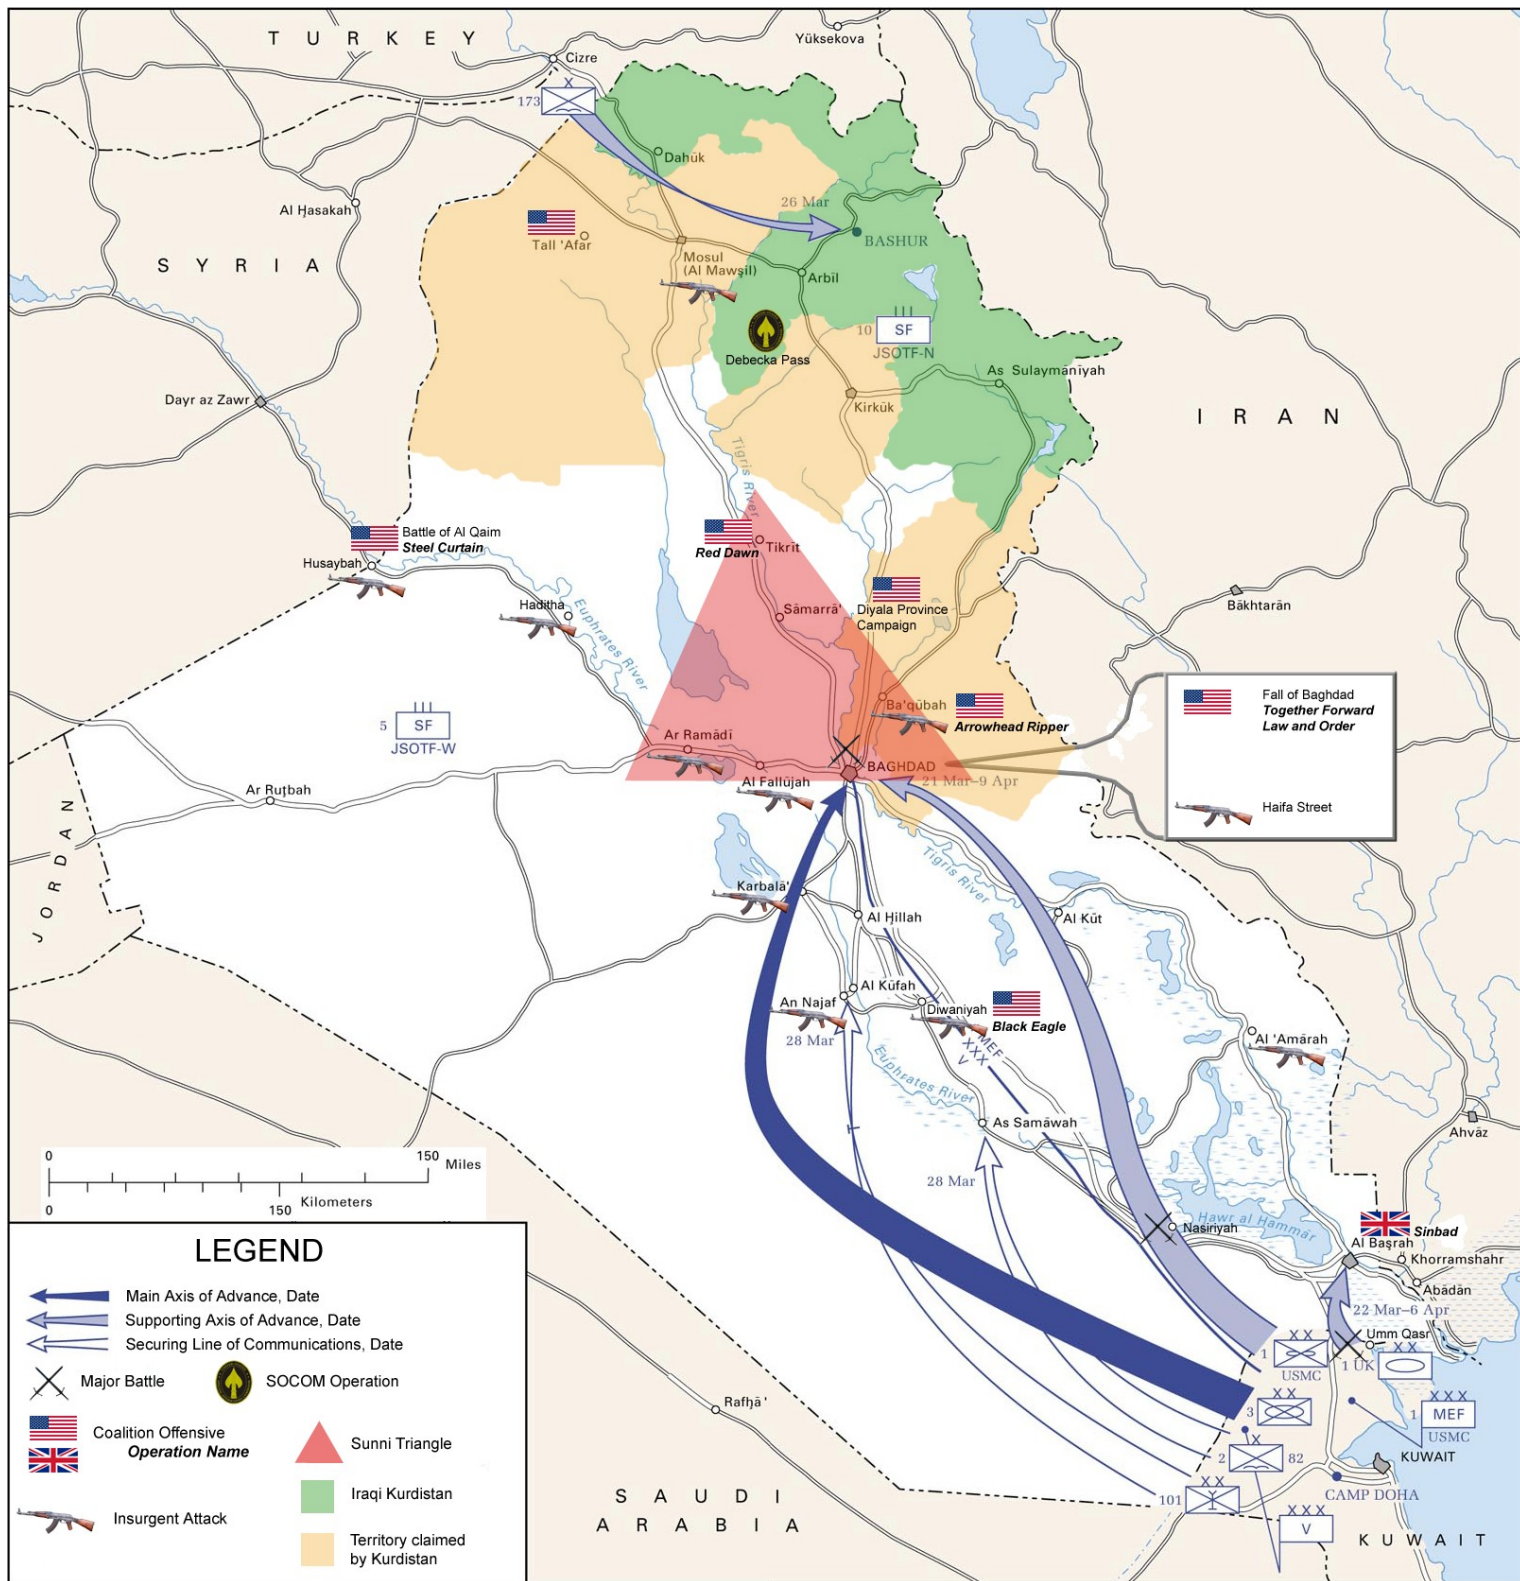 TURKEY
Cizre
Yüksekova
X
173
Dahūk
Al Ḩasakah
26 Mar
Tall 'Afar
BASHUR
SYRIA
Mosul
(Al Mawşil)
Arbīl
10
III
SF
JSOTF-N
Debecka Pass
As Sulaymānīyah
Dayr az Zawr
Kirkūk
IRAN
Tigris River
Battle of Al Qaim
Steel Curtain
Red Dawn
Tikrīt
Husaybah
Haditha
Euphrates River
Sāmarrā'
Diyala Province
Campaign
Bākhtarān
Fall of Baghdad
Together Forward
Law and Order
Haifa Street
Ba'qūbah
Arrowhead Ripper
5
III
SF
JSOTF-W
Ar Ramādī
Al Fallūjah
BAGHDAD
21 Mar–9 Apr
Ar Ruţbah
JORDAN
Tigris River
Karbalā'
Al Ḩillah
Al Kūt
Al Kūfah
An Najaf
28 Mar
Diwaniyah
Black Eagle
MEF
XXX
V
Al 'Amārah
Euphrates River
As Samāwah
Ahvāz
28 Mar
0
150
Miles
Kilometers
0
150
Nasiriyah
Hawr al Hammār
Sinbad
Al Başrah
Khorramshahr
Abādān
22 Mar–6 Apr
Umm Qasr
XX
1
USMC
XX
1 UK
XX
3
XXX
1
MEF
USMC
X
2
82
KUWAIT
XX
101
CAMP DOHA
XXX
V
KUWAIT
Rafḩā'
SAUDI
ARABIA
LEGEND
Main Axis of Advance, Date
Supporting Axis of Advance, Date
Securing Line of Communications, Date
Major Battle
SOCOM Operation
Coalition Offensive
Operation Name
Sunni Triangle
Iraqi Kurdistan
Insurgent Attack
Territory claimed
by Kurdistan